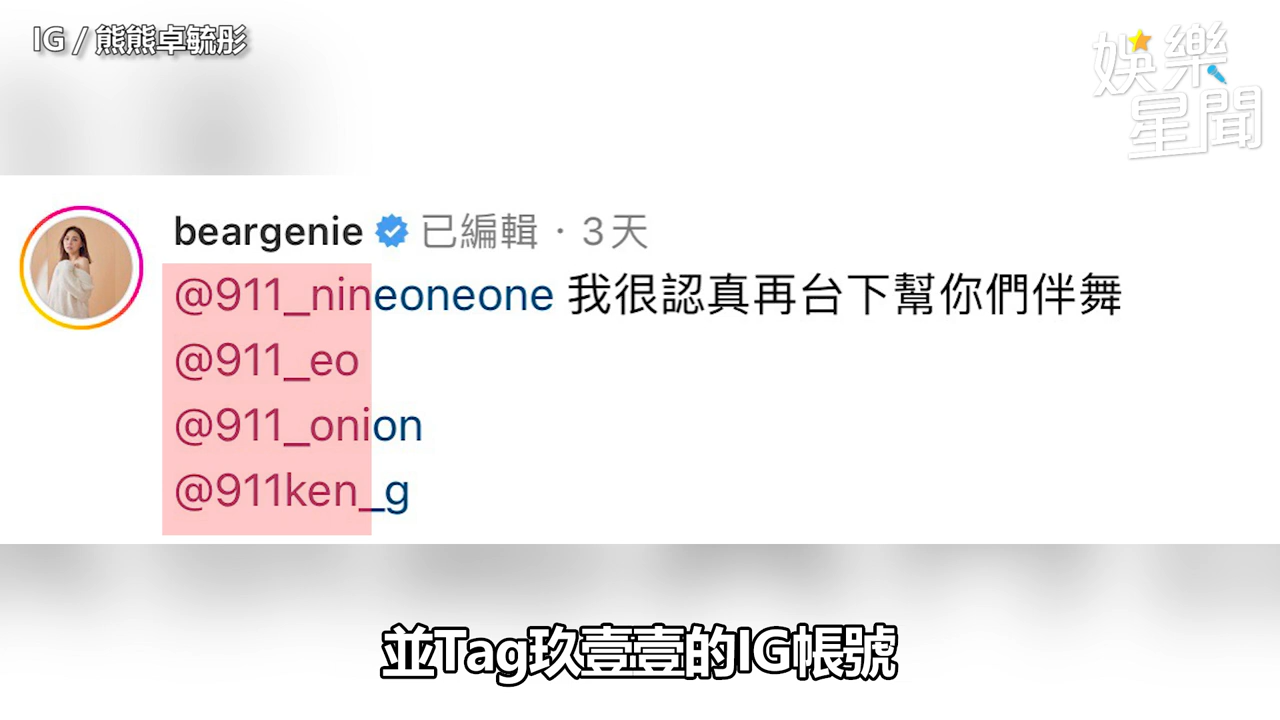 IG / 熊熊卓毓彤
娛樂
星聞
beargenie 已編輯 · 3天
@911_nineoneone 我很認真再台下幫你們伴舞
@911_eo
@911_onion
@911ken_g
並Tag玖壹壹的IG帳號